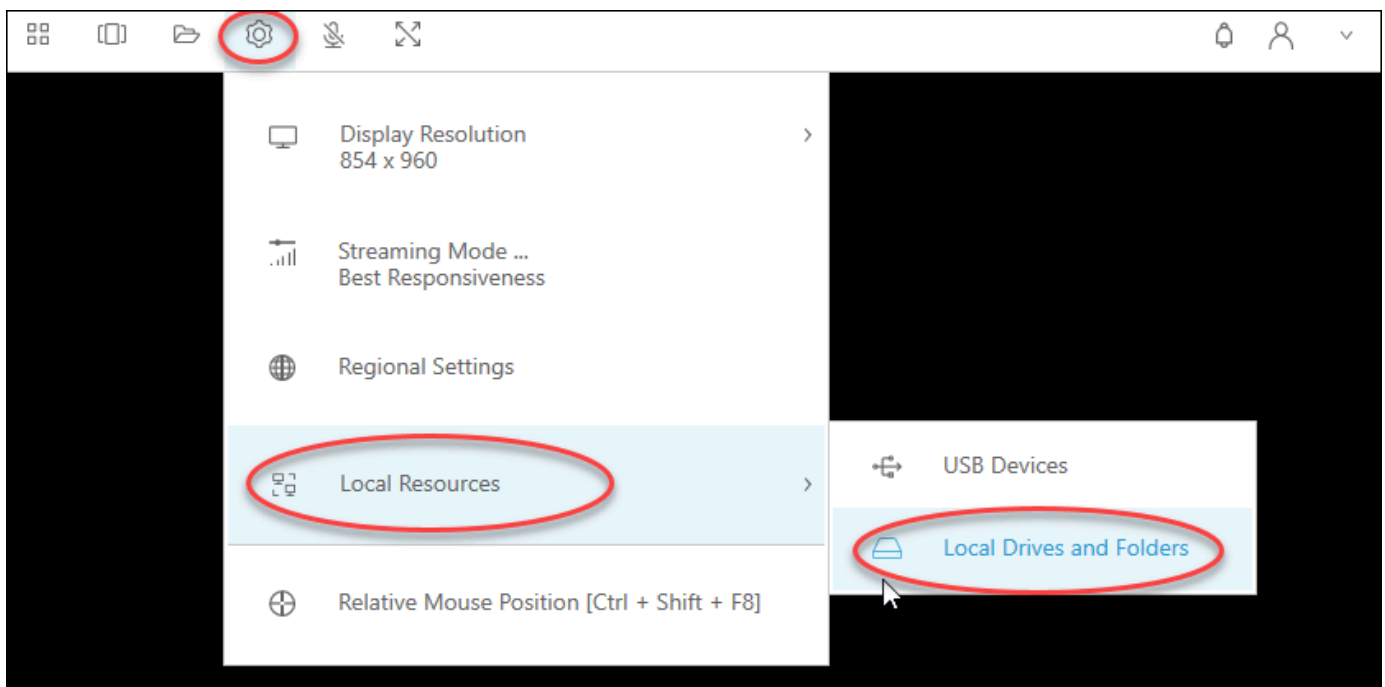 Display Resolution
854 x 960
Streaming Mode ...
Best Responsiveness
Regional Settings
Local Resources
USB Devices
Local Drives and Folders
Relative Mouse Position [Ctrl + Shift + F8]